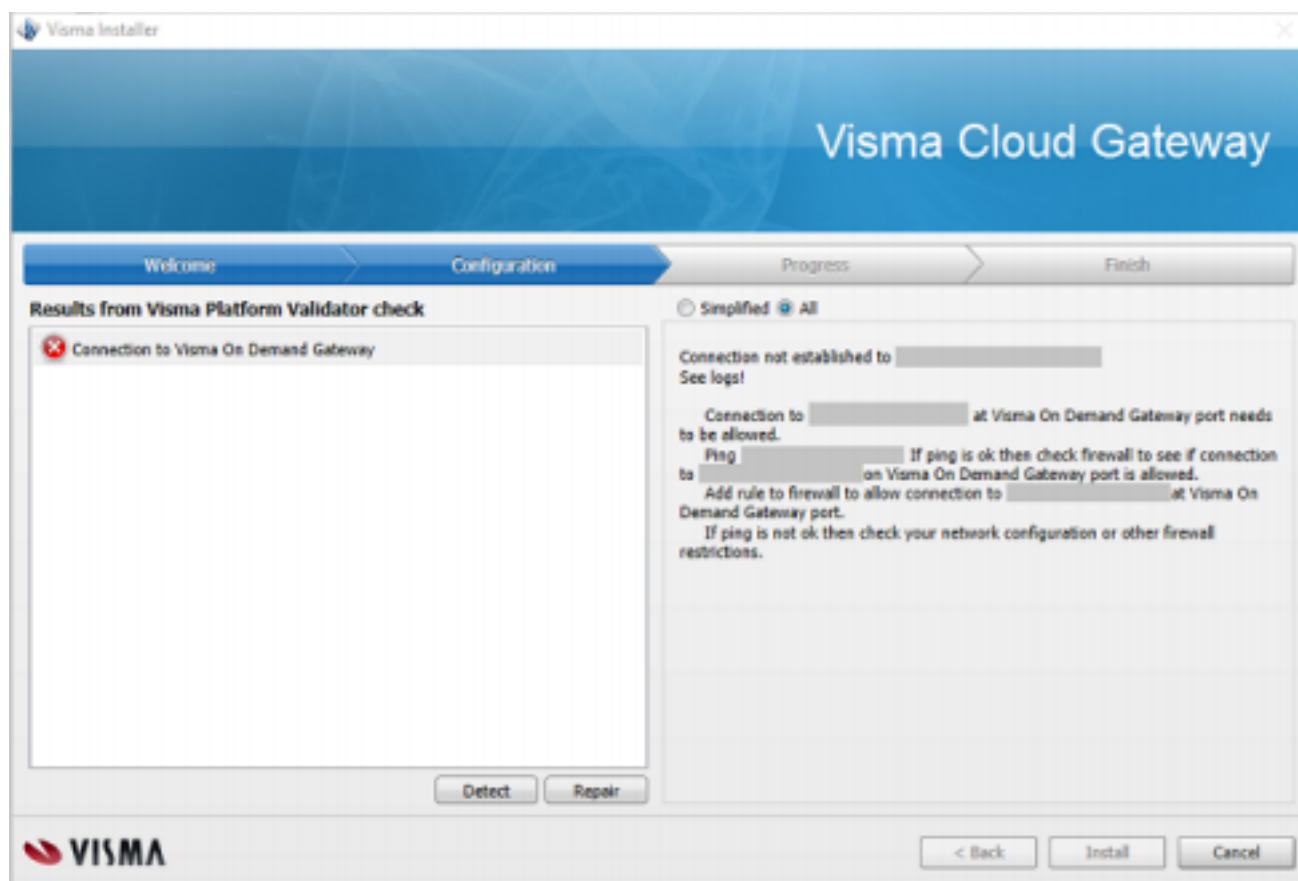 Visma Installer
Visma Cloud Gateway
Welcome
Configuration
Progress
Finish
Results from Visma Platform Validator check
Simplified
All
Connection to Visma On Demand Gateway
Connection not established to
See logs!
Connection to at Visma On Demand Gateway port needs
to be allowed.
Ping If ping is ok then check firewall to see if connection
to on Visma On Demand Gateway port is allowed.
Add rule to firewall to allow connection to at Visma On
Demand Gateway port.
If ping is not ok then check your network configuration or other firewall
restrictions.
Detect
Repair
VISMA
< Back
Install
Cancel